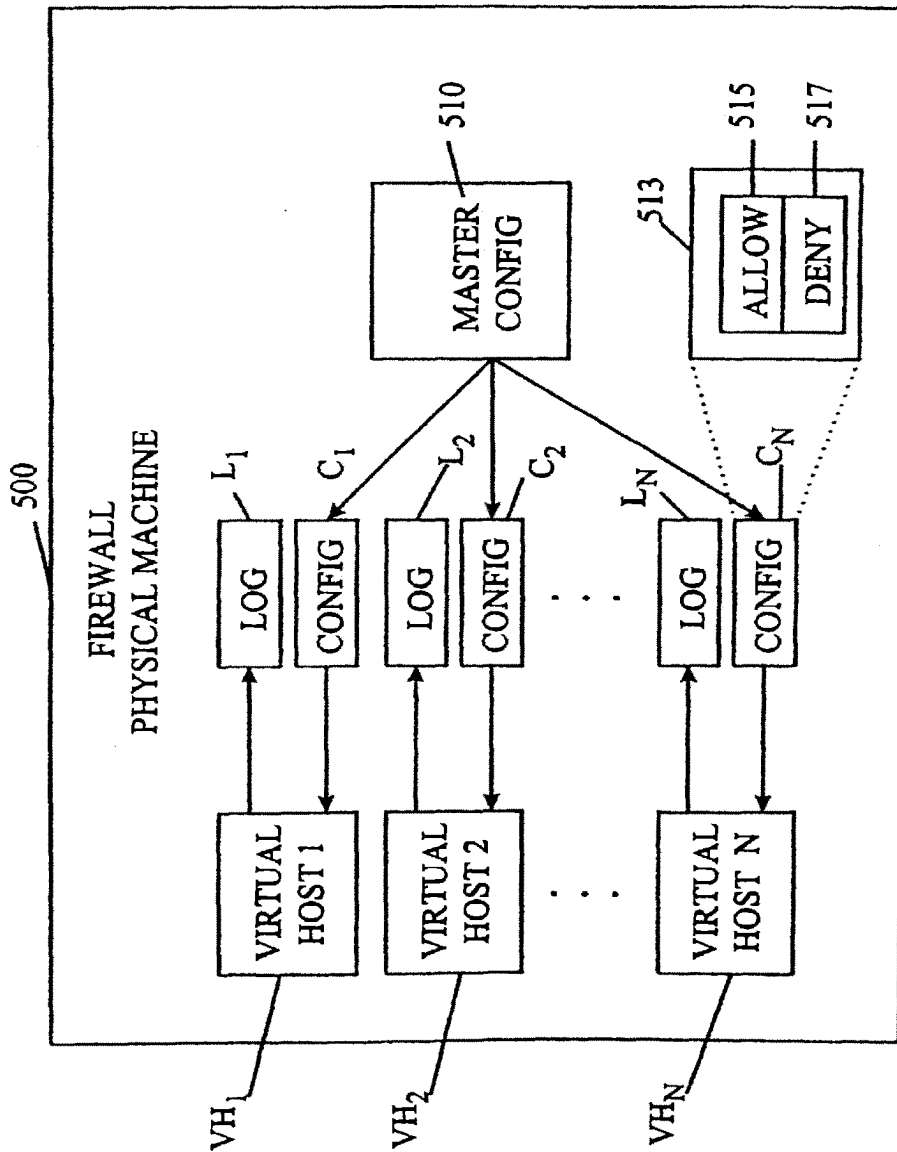 500
FIREWALL
PHYSICAL MACHINE
VH1
VIRTUAL
HOST 1
LOG
L1
CONFIG
C1
VH2
VIRTUAL
HOST 2
LOG
L2
CONFIG
C2
MASTER
CONFIG
510
. . .
. . .
VHN
VIRTUAL
HOST N
LOG
LN
CONFIG
CN
513
ALLOW
515
DENY
517